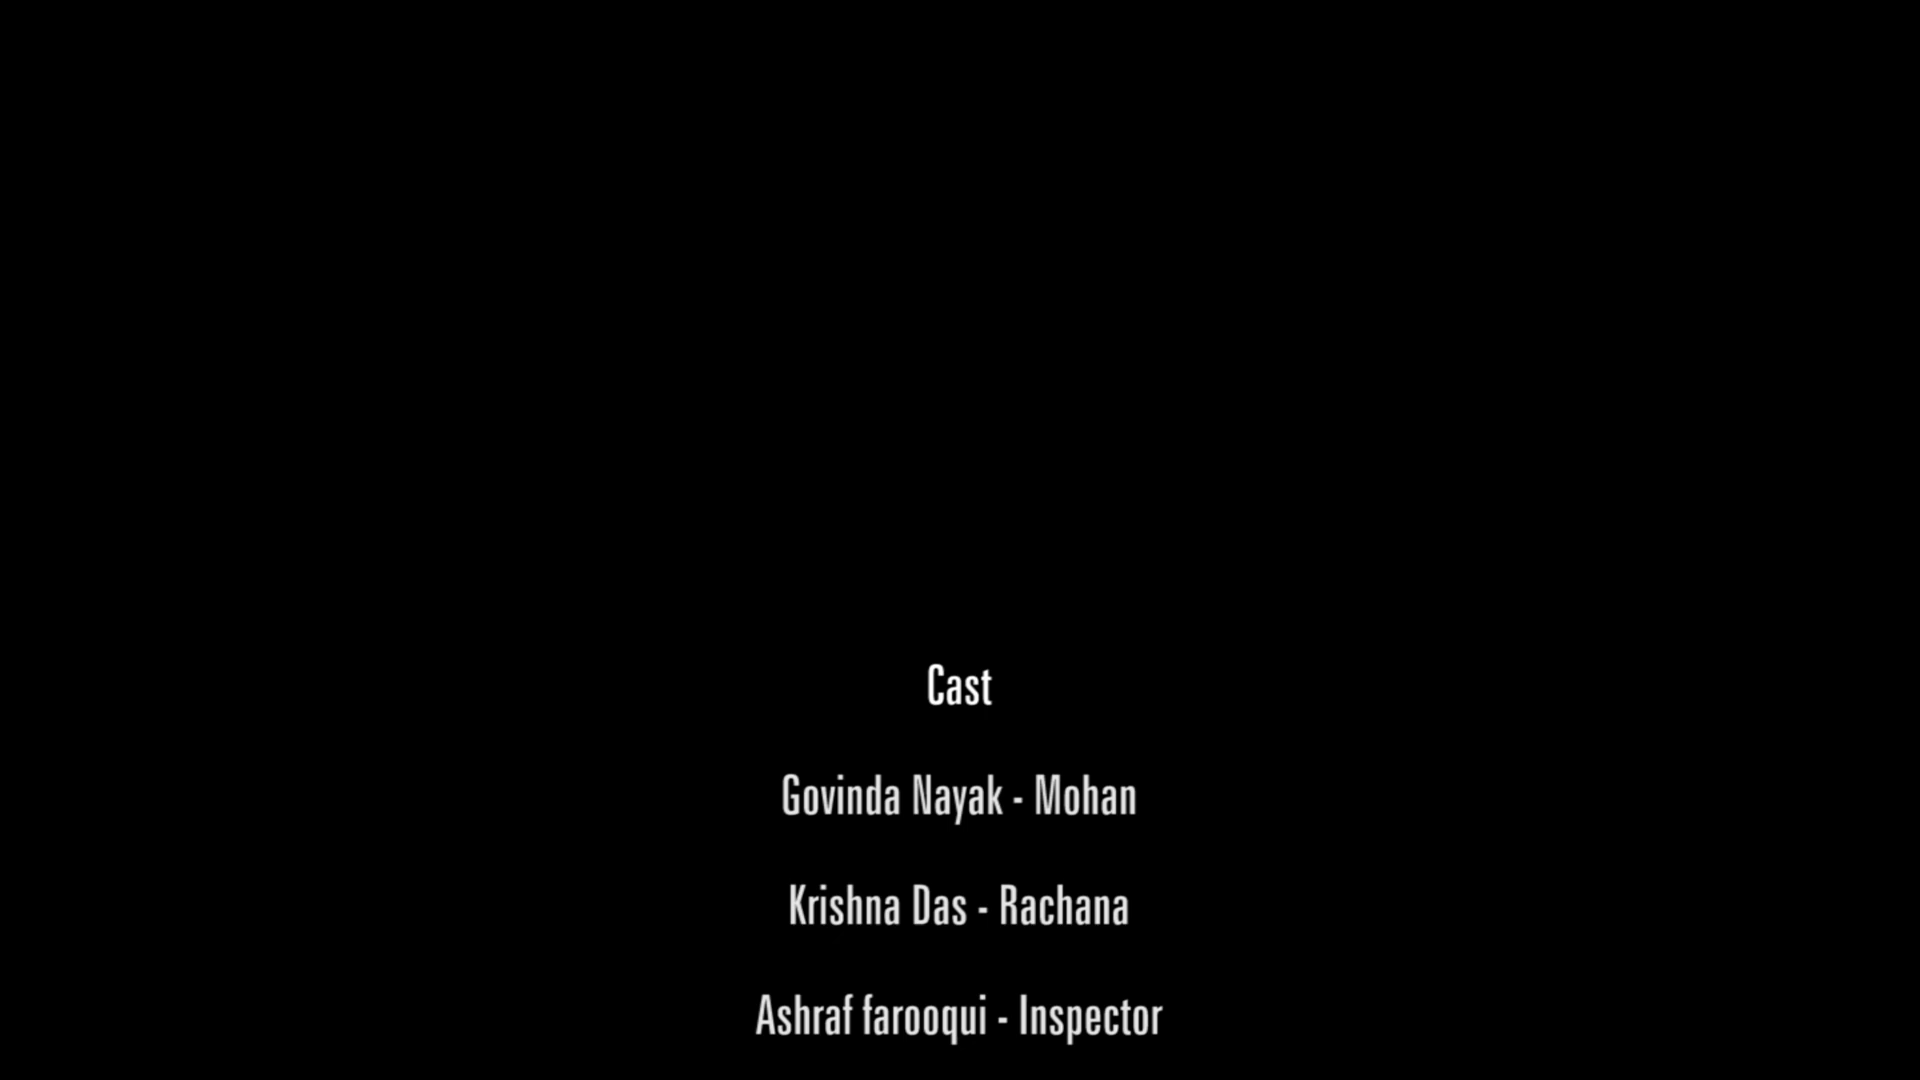 Cast
Govinda Nayak - Mohan
Krishna Das - Rachana
Ashraf farooqui - Inspector